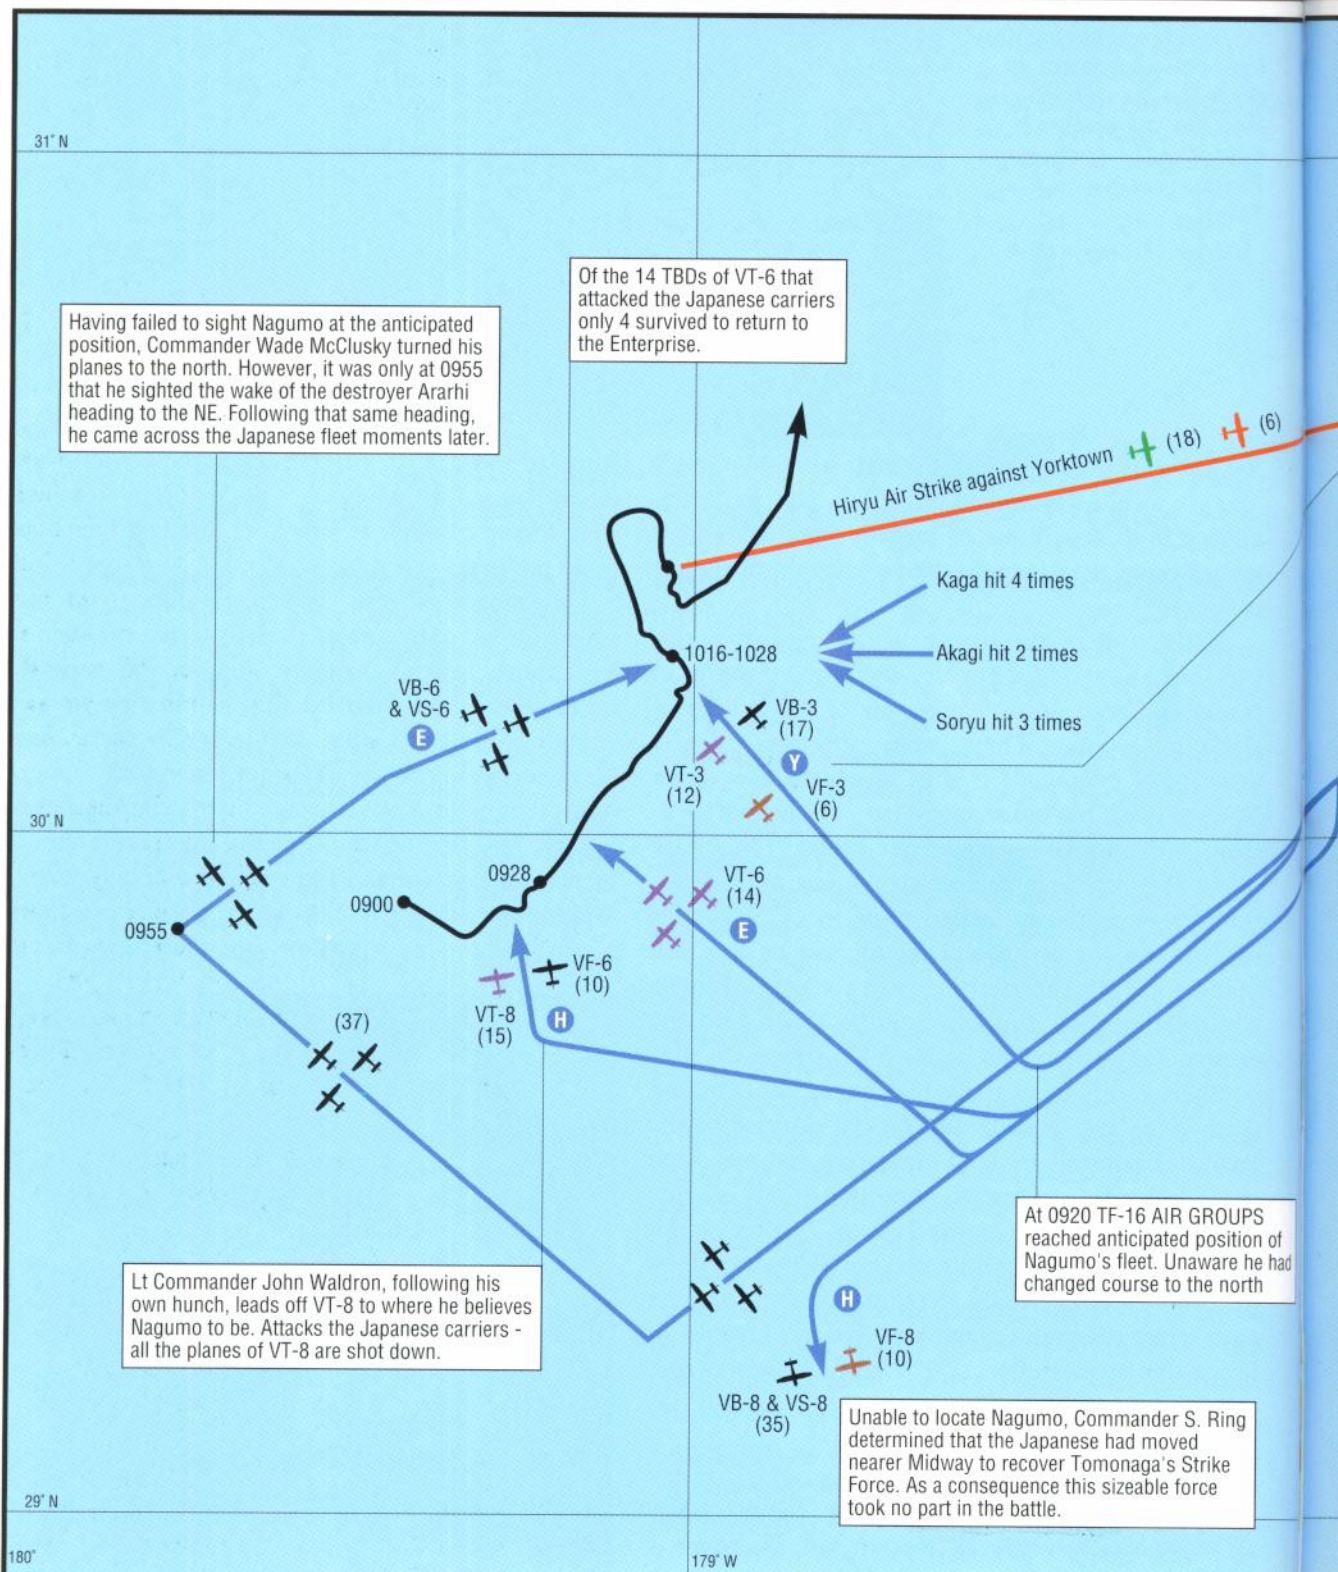 31° N
Of the 14 TBDs of VT-6 that
attacked the Japanese carriers
only 4 survived to return to
the Enterprise.
Having failed to sight Nagumo at the anticipated
position, Commander Wade McClusky turned his
planes to the north. However, it was only at 0955
that he sighted the wake of the destroyer Ararhi
heading to the NE. Following that same heading,
he came across the Japanese fleet moments later.
Hiryu Air Strike against Yorktown (18) (6)
Kaga hit 4 times
1016-1028
Akagi hit 2 times
Soryu hit 3 times
VB-6
& VS-6
E
VB-3
(17)
Y
VT-3
(12)
VF-3
(6)
30° N
0928
0900
0955
VT-6
(14)
E
VF-6
(10)
VT-8
(15)
H
(37)
At 0920 TF-16 AIR GROUPS
reached anticipated position of
Nagumo's fleet. Unaware he had
changed course to the north
Lt Commander John Waldron, following his
own hunch, leads off VT-8 to where he believes
Nagumo to be. Attacks the Japanese carriers -
all the planes of VT-8 are shot down.
H
VF-8
(10)
VB-8 & VS-8
(35)
Unable to locate Nagumo, Commander S. Ring
determined that the Japanese had moved
nearer Midway to recover Tomonaga's Strike
Force. As a consequence this sizeable force
took no part in the battle.
29° N
180°
179° W